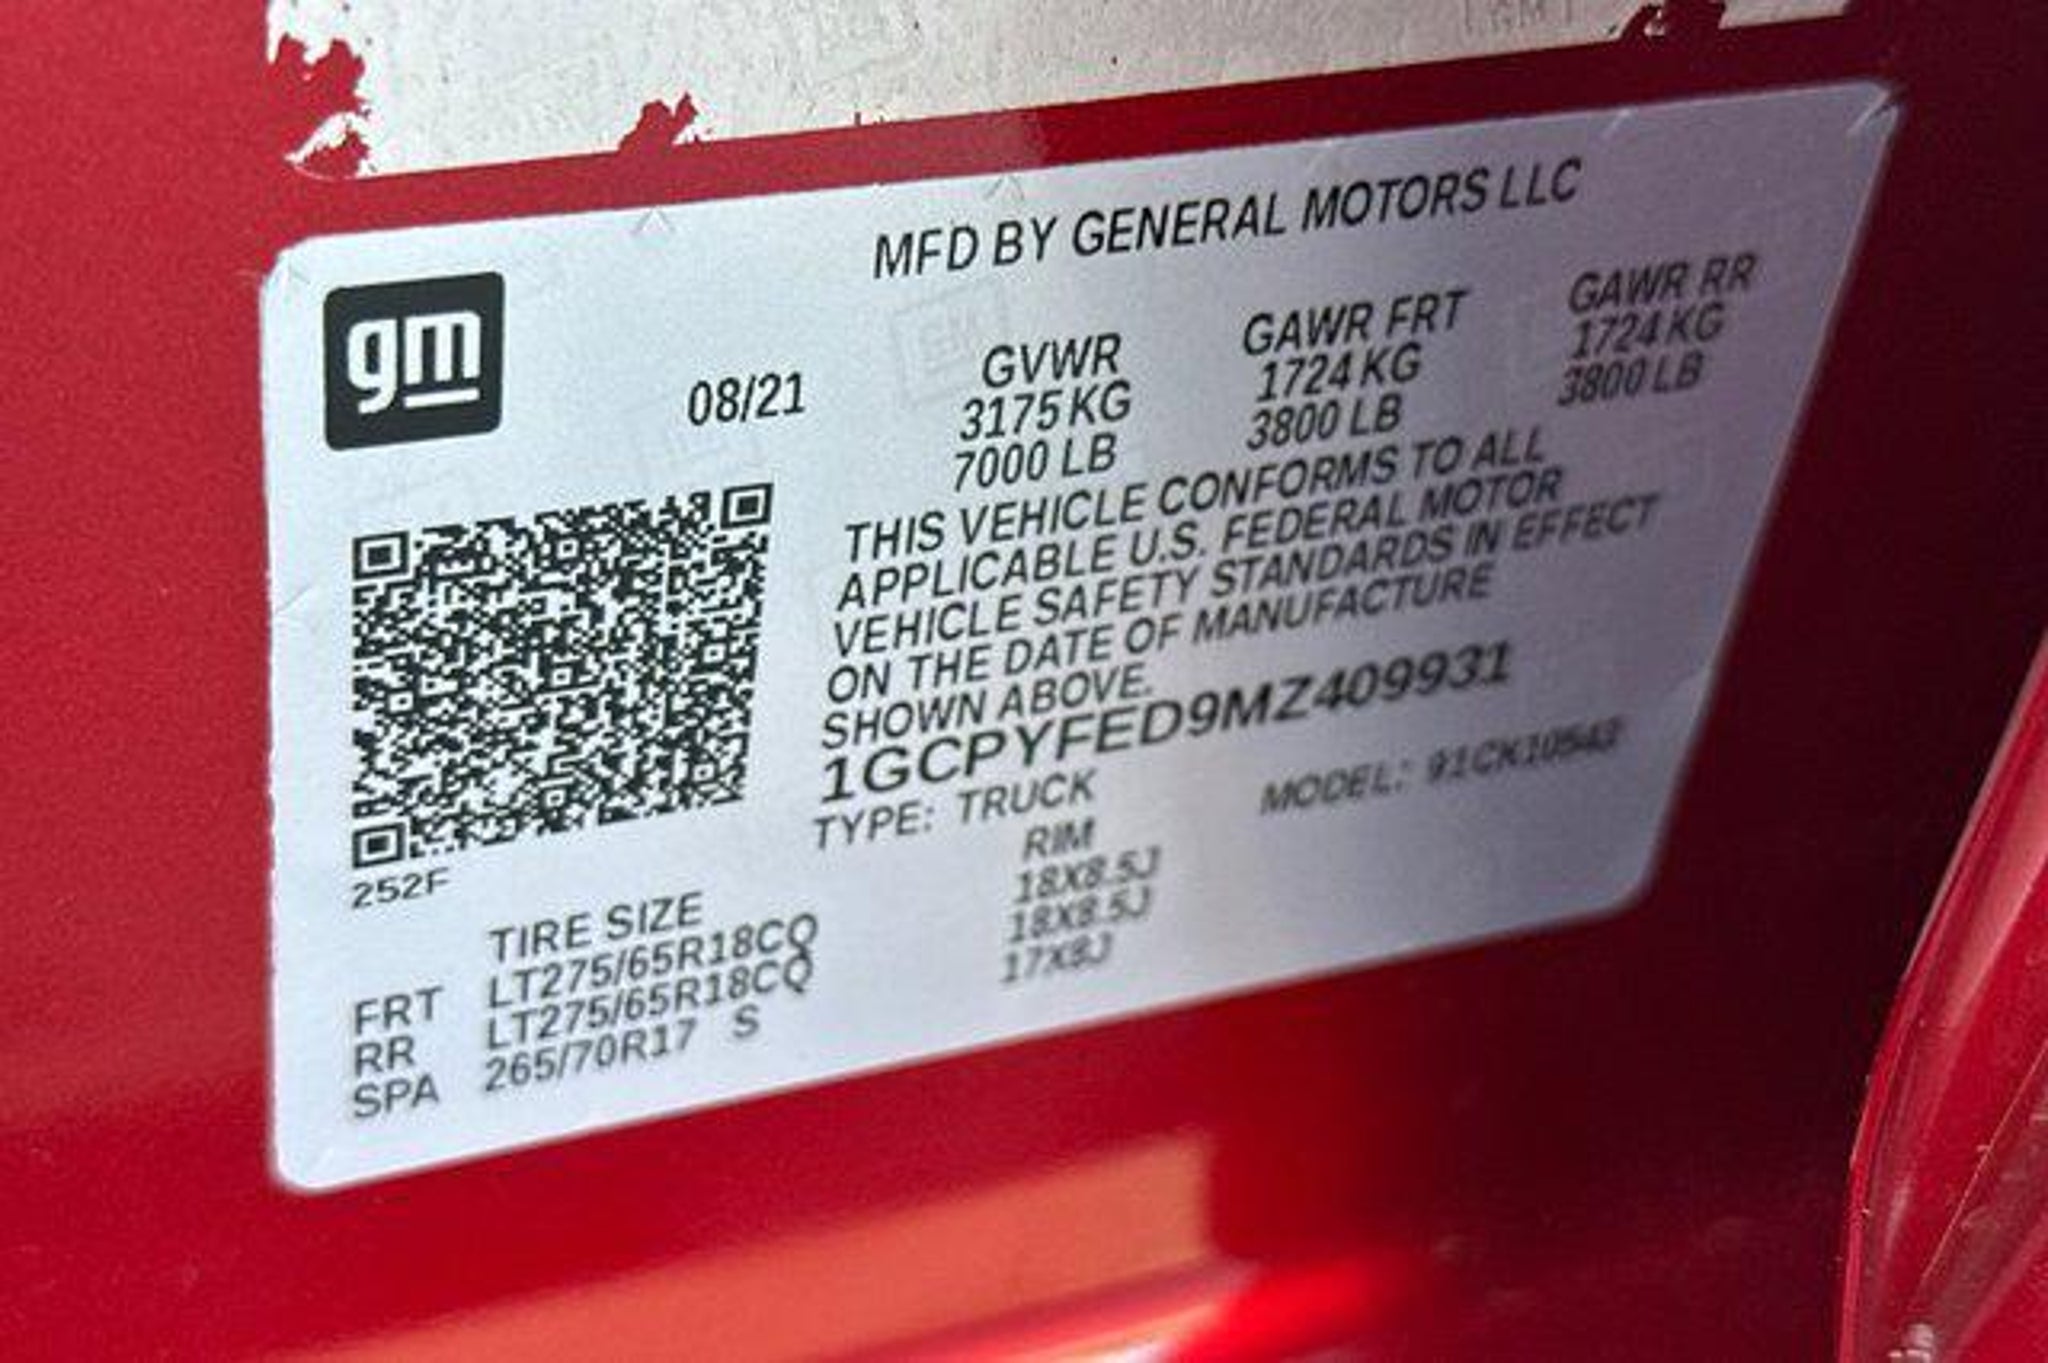 MFD BY GENERAL MOTORS LLC
gm
08/21
GVWR GAWR FRT GAWR RR
3175 KG 1724 KG 1724 KG
7000 LB 3800 LB 3800 LB
THIS VEHICLE CONFORMS TO ALL
APPLICABLE U.S. FEDERAL MOTOR
VEHICLE SAFETY STANDARDS IN EFFECT
ON THE DATE OF MANUFACTURE
SHOWN ABOVE.
1GCPYFED9MZ409931
TYPE: TRUCK MODEL: 91CK10543
252F
TIRE SIZE RIM
FRT LT275/65R18CQ 18X8.5J
RR LT275/65R18CQ 18X8.5J
SPA 265/70R17 S 17X8J